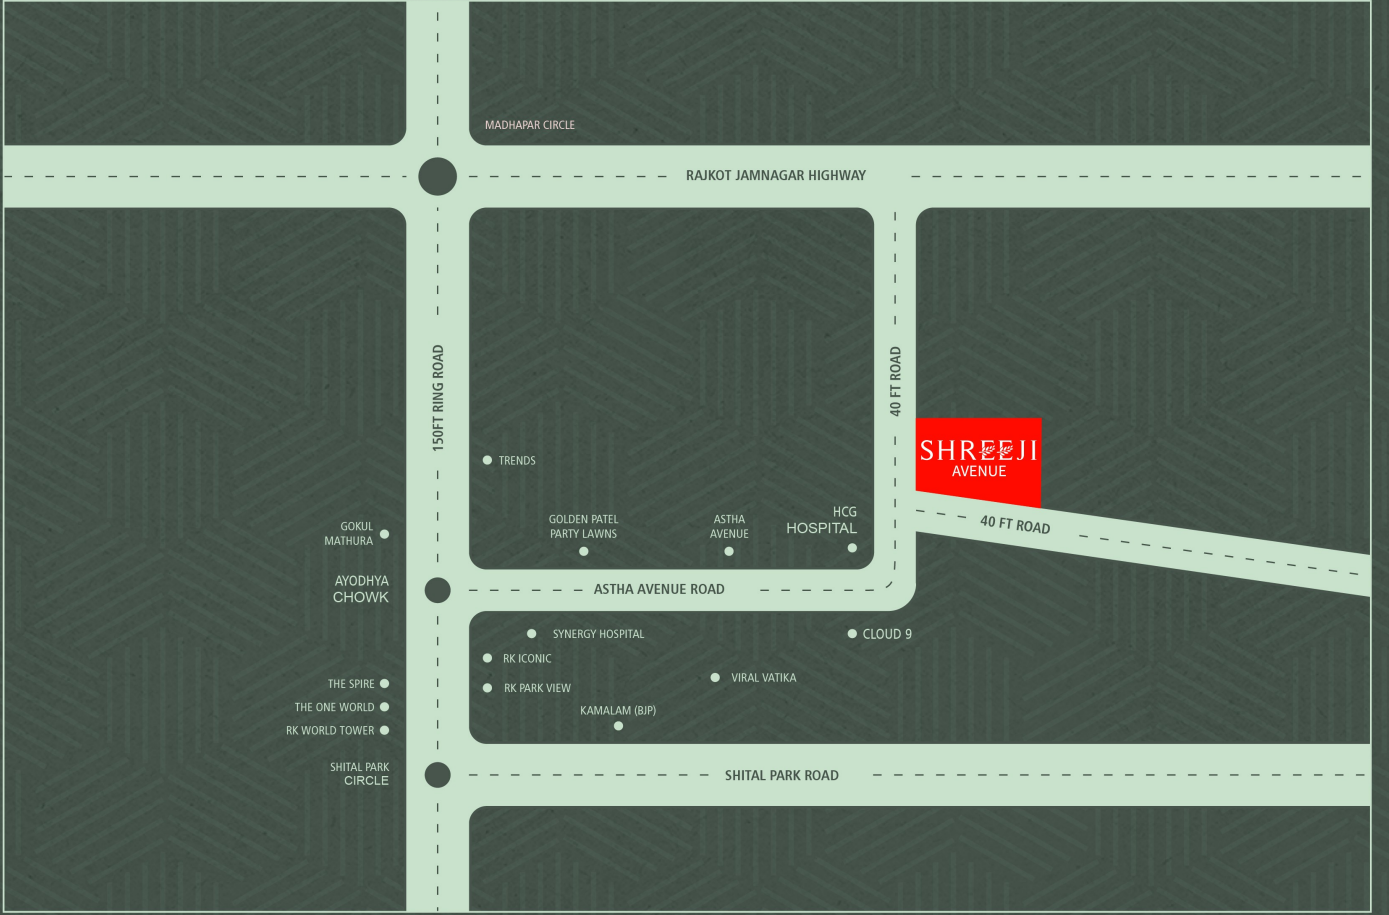 MADHAPAR CIRCLE
RAJKOT JAMNAGAR HIGHWAY
150FT RING ROAD
40 FT ROAD
SHREEJI
AVENUE
40 FT ROAD
TRENDS
GOLDEN PATEL
PARTY LAWNS
ASTHA
AVENUE
HCG
HOSPITAL
GOKUL
MATHURA
AYODHYA
CHOWK
ASTHA AVENUE ROAD
SYNERGY HOSPITAL
CLOUD 9
RK ICONIC
RK PARK VIEW
VIRAL VATIKA
KAMALAM (BJP)
THE SPIRE
THE ONE WORLD
RK WORLD TOWER
SHITAL PARK
CIRCLE
SHITAL PARK ROAD